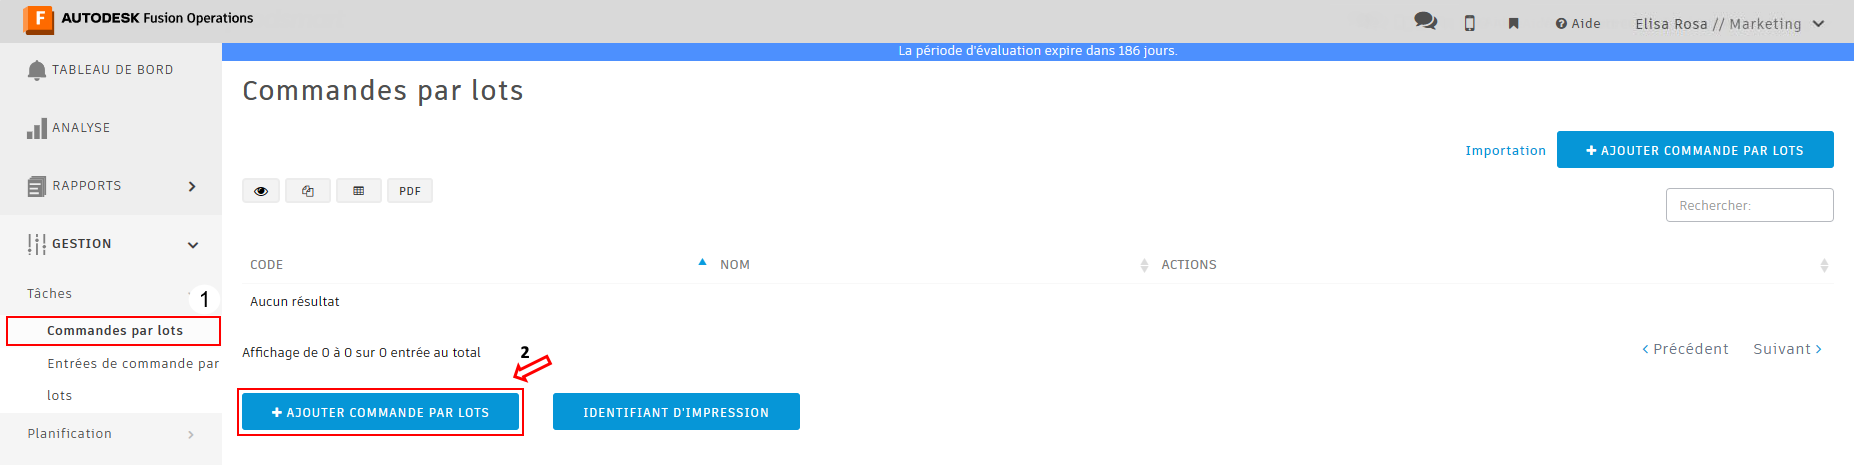 F AUTODESK Fusion Operations
Aide
Elisa Rosa // Marketing
La période d'évaluation expire dans 186 jours.
TABLEAU DE BORD
ANALYSE
RAPPORTS
GESTION
Tâches
1
Commandes par lots
Entrées de commande par
lots
Planification
Commandes par lots
Importation
AJOUTER COMMANDE PAR LOTS
PDF
Rechercher:
CODE NOM ACTIONS
Aucun résultat
Affichage de 0 à 0 sur 0 entrée au total
Précédent Suivant
2
AJOUTER COMMANDE PAR LOTS
IDENTIFIANT D'IMPRESSION